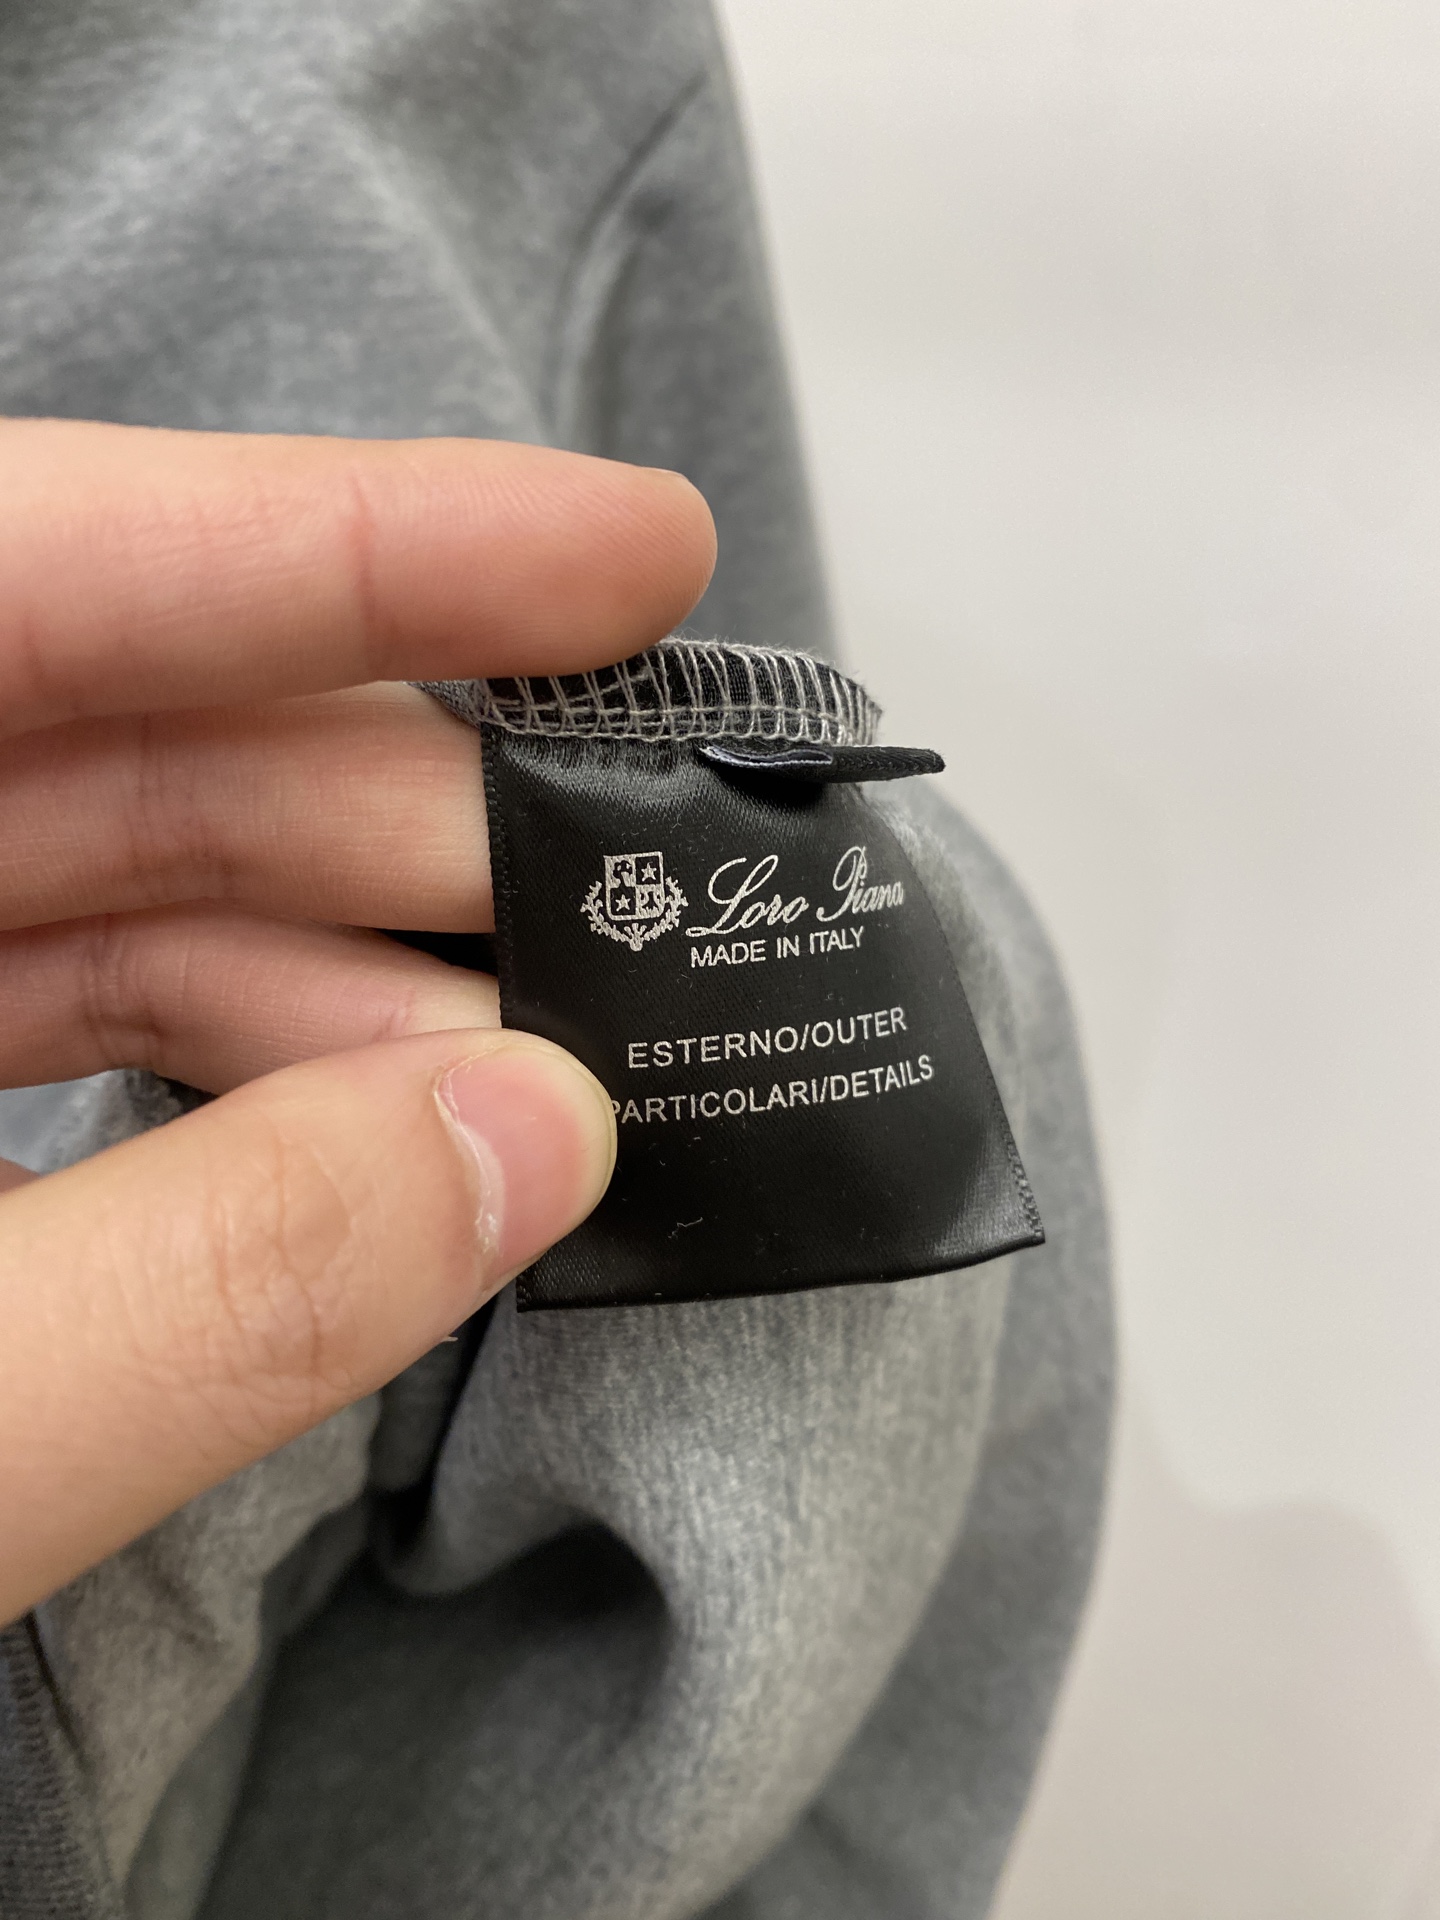 Loro Piana
MADE IN ITALY
ESTERNO/OUTER
PARTICOLARI/DETAILS